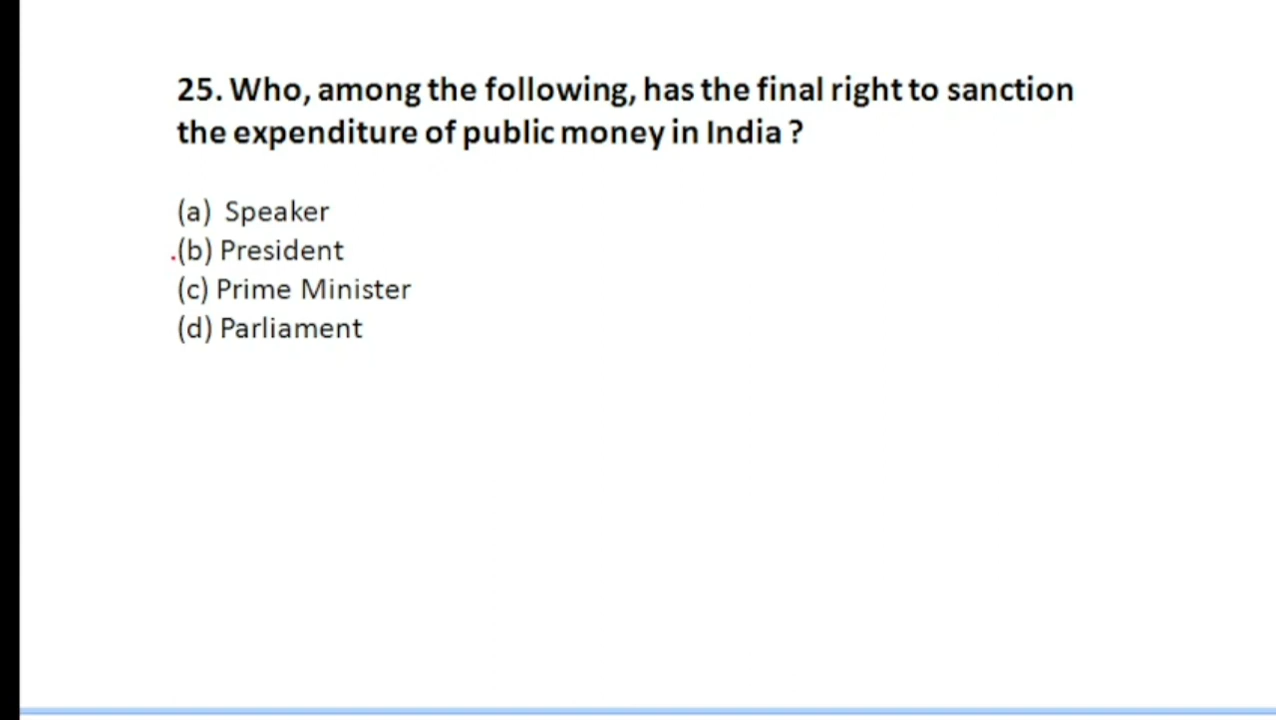 25. Who, among the following, has the final right to sanction
the expenditure of public money in India ?
(a) Speaker
.(b) President
(c) Prime Minister
(d) Parliament